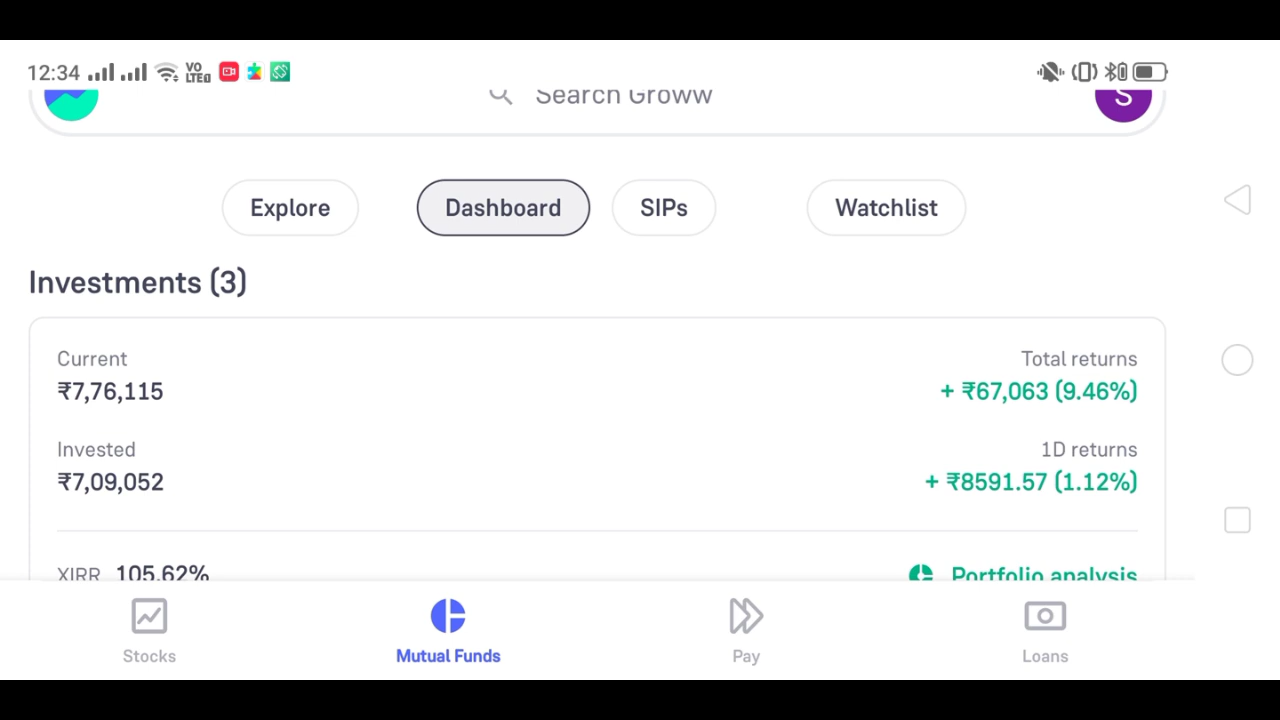 12:34 VO LTE1
Search Groww S
Explore Dashboard SIPs Watchlist
Investments (3)
Current Total returns
₹7,76,115 + ₹67,063 (9.46%)
Invested 1D returns
₹7,09,052 + ₹8591.57 (1.12%)
XIRR 105.62% Portfolio analysis
Stocks Mutual Funds Pay Loans